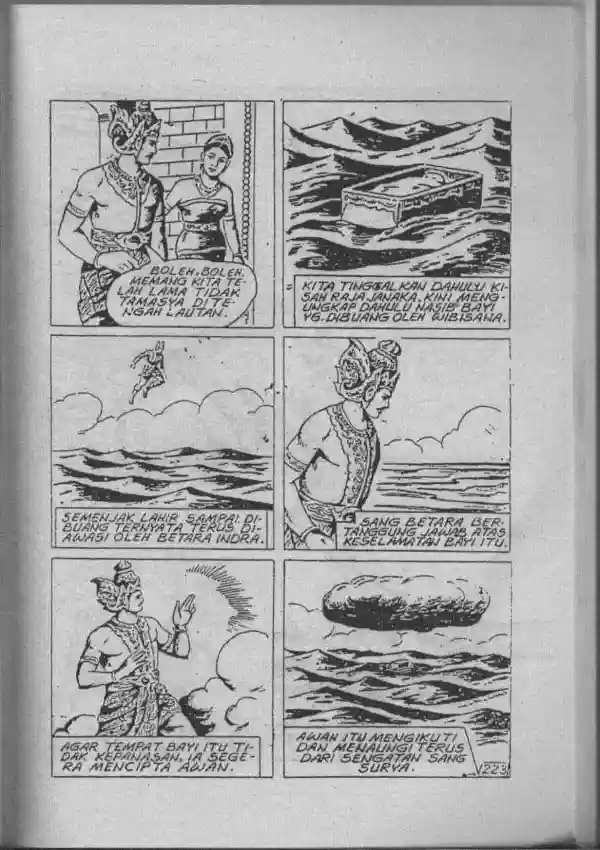 BOLEH, BOLEH,
MEMANG KITA TE-
LAH LAMA TIDAK
TAMASYA DI TE-
NGAH LAUTAN.
KITA TINGGALKAN DAHULU KI-
SAH RAJA JANAKA. KINI MENG-
UNGKAP DAHULU NASIB BAYI
YG. DIBUANG OLEH WIBISANA.
SEMENJAK LAHIR SAMPAI DI-
BUANG TERNYATA TERUS DI-
AWASI OLEH BETARA INDRA.
SANG BETARA BER-
TANGGUNG JAWAB ATAS
KESELAMATAN BAYI ITU.
AGAR TEMPAT BAYI ITU TI-
DAK KEPANASAN, IA SEGE-
RA MENCIPTA AWAN.
AWAN ITU MENGIKUTI
DAN MENAUNGI TERUS
DARI SENGATAN SANG
SURYA.
223